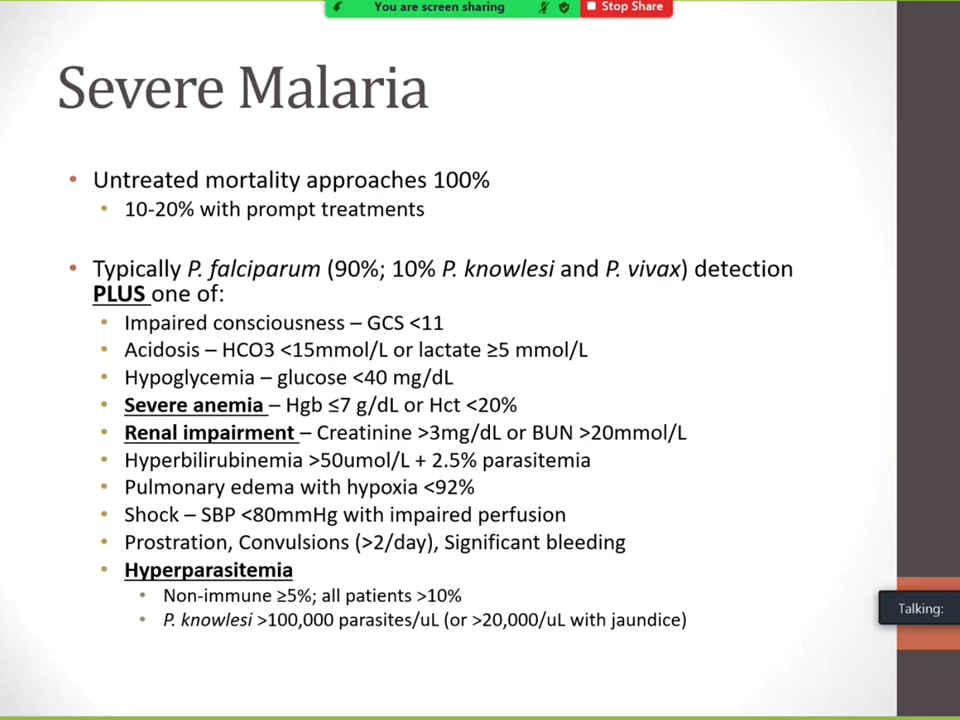 You are screen sharing
Stop Share
Severe Malaria
• Untreated mortality approaches 100%
• 10-20% with prompt treatments
• Typically P. falciparum (90%; 10% P. knowlesi and P. vivax) detection
PLUS one of:
• Impaired consciousness – GCS <11
• Acidosis – HCO3 <15mmol/L or lactate ≥5 mmol/L
• Hypoglycemia – glucose <40 mg/dL
• Severe anemia – Hgb ≤7 g/dL or Hct <20%
• Renal impairment – Creatinine >3mg/dL or BUN >20mmol/L
• Hyperbilirubinemia >50umol/L + 2.5% parasitemia
• Pulmonary edema with hypoxia <92%
• Shock – SBP <80mmHg with impaired perfusion
• Prostration, Convulsions (>2/day), Significant bleeding
• Hyperparasitemia
• Non-immune ≥5%; all patients >10%
• P. knowlesi >100,000 parasites/uL (or >20,000/uL with jaundice)
Talking: